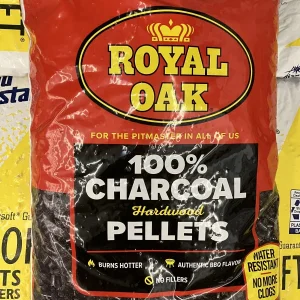 ROYAL
OAK
FOR THE PITMASTER IN ALL OF US
100%
CHARCOAL
Hardwood
PELLETS
BURNS HOTTER
AUTHENTIC BBQ FLAVOR
NO FILLERS
WATER
RESISTANT
NO MORE
CLOGS